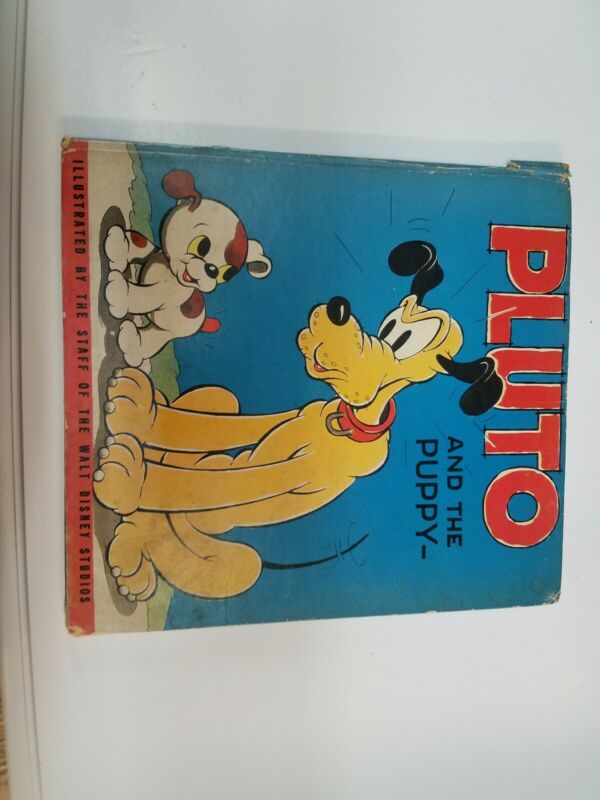 PLUTO
AND THE
PUPPY-
ILLUSTRATED BY THE STAFF OF THE WALT DISNEY STUDIOS